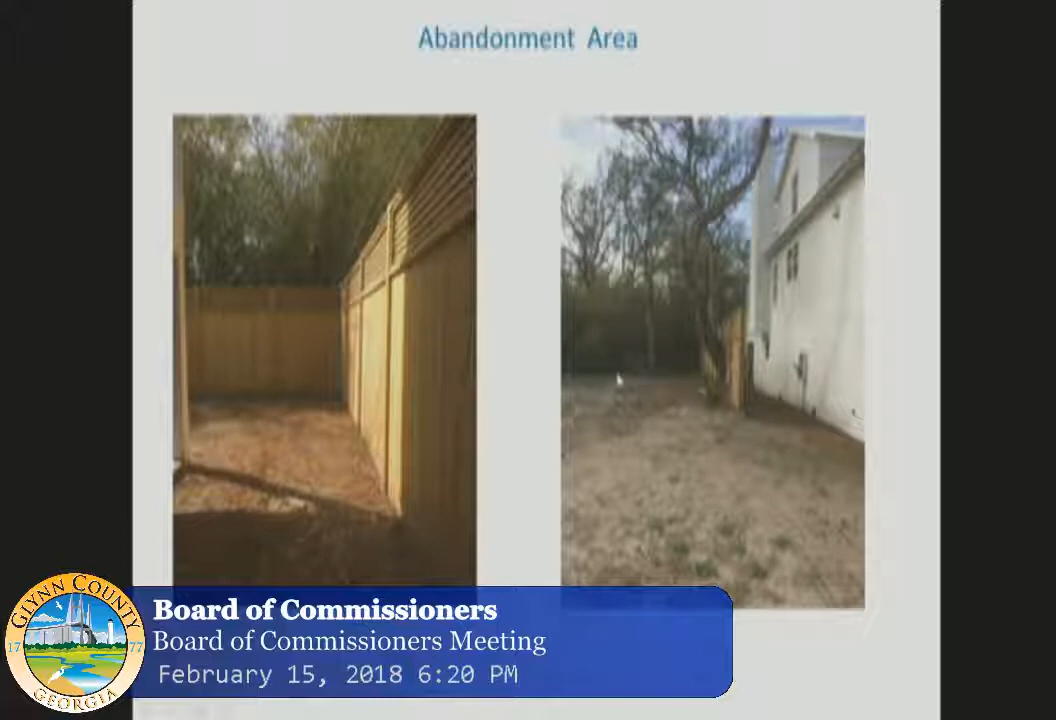 Abandonment Area
Board of Commissioners
Board of Commissioners Meeting
February 15, 2018 6:20 PM
GLYNN COUNTY
17 77
GEORGIA